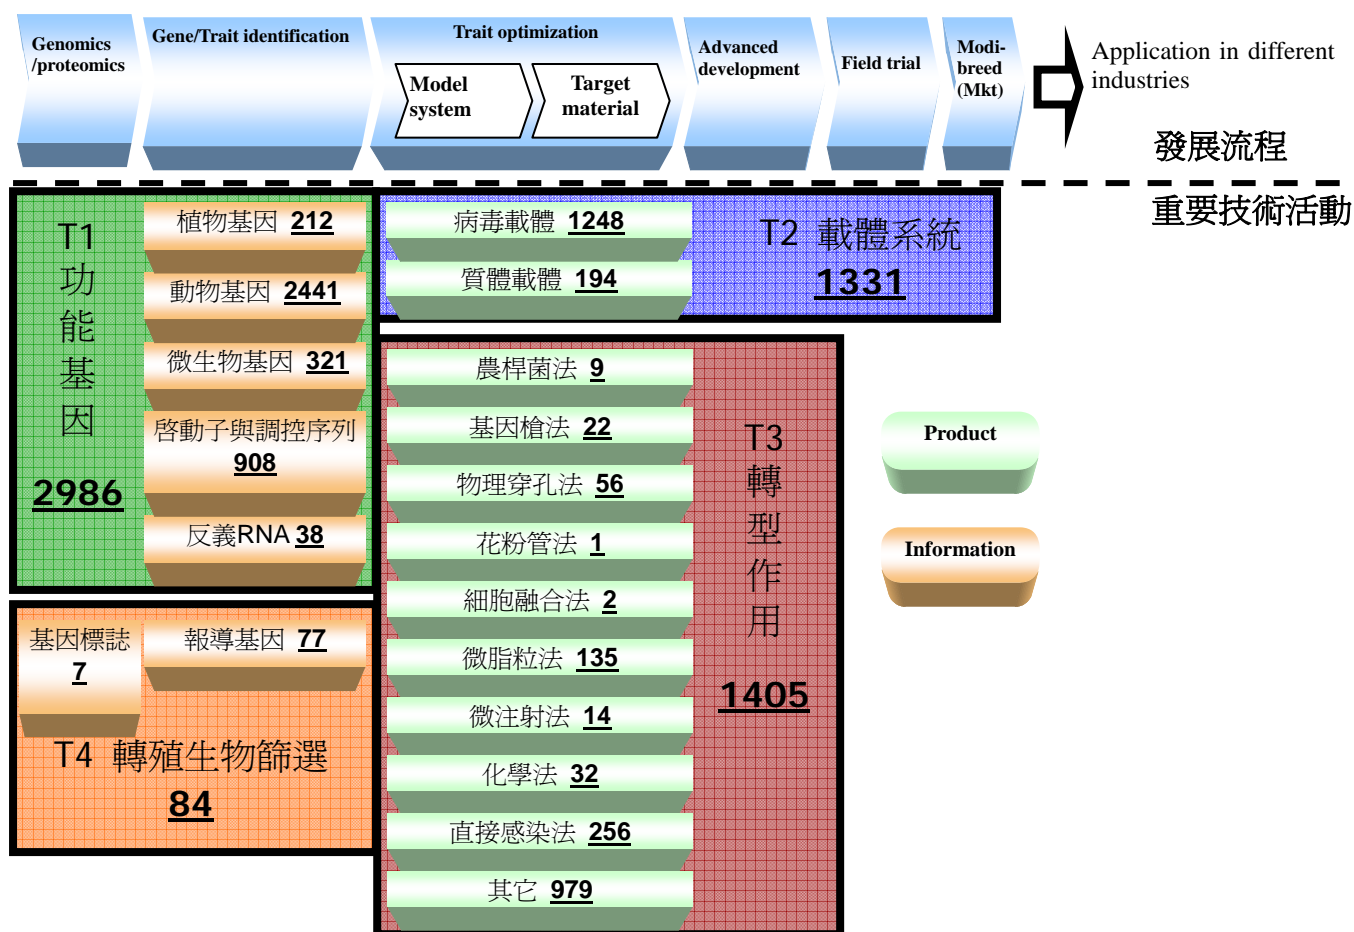 Genomics
/proteomics
Gene/Trait identification
Trait optimization
Model
system
Target
material
Advanced
development
Field trial
Modi-
breed
(Mkt)
Application in different
industries
發展流程
重要技術活動
T1
功
能
基
因
2986
植物基因 212
動物基因 2441
微生物基因 321
啓動子與調控序列
908
反義RNA 38
病毒載體 1248
質體載體 194
T2 載體系統
1331
農桿菌法 9
基因槍法 22
物理穿孔法 56
花粉管法 1
細胞融合法 2
微脂粒法 135
微注射法 14
化學法 32
直接感染法 256
其它 979
T3
轉
型
作
用
1405
Product
Information
基因標誌
7
報導基因 77
T4 轉殖生物篩選
84